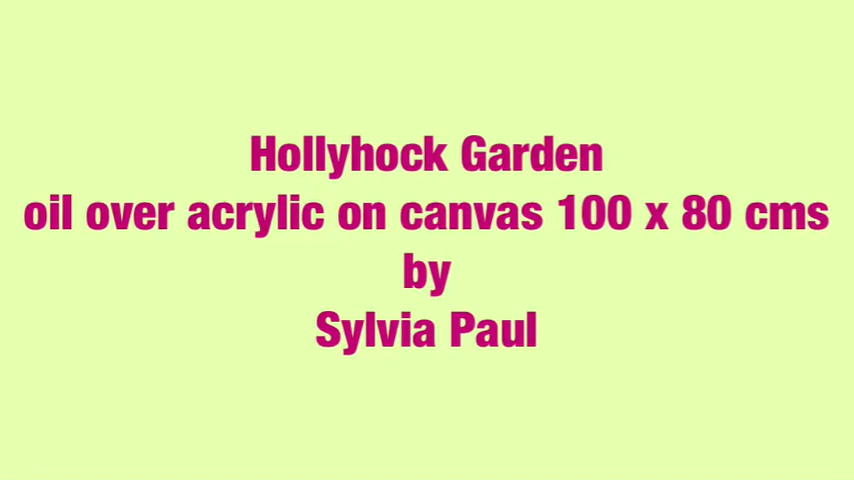 Hollyhock Garden
oil over acrylic on canvas 100 x 80 cms
by
Sylvia Paul